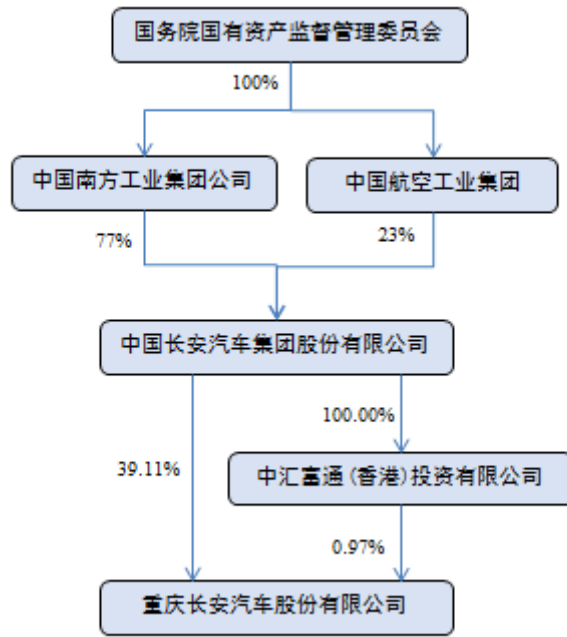 国务院国有资产监督管理委员会
100%
中国南方工业集团公司
中国航空工业集团
77%
23%
中国长安汽车集团股份有限公司
100.00%
39.11%
中汇富通(香港)投资有限公司
0.97%
重庆长安汽车股份有限公司